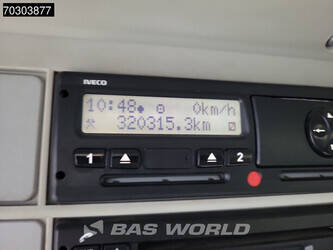 70303877
IVECO
10:48 0km/h
320315.3km
1 2
BAS WORLD